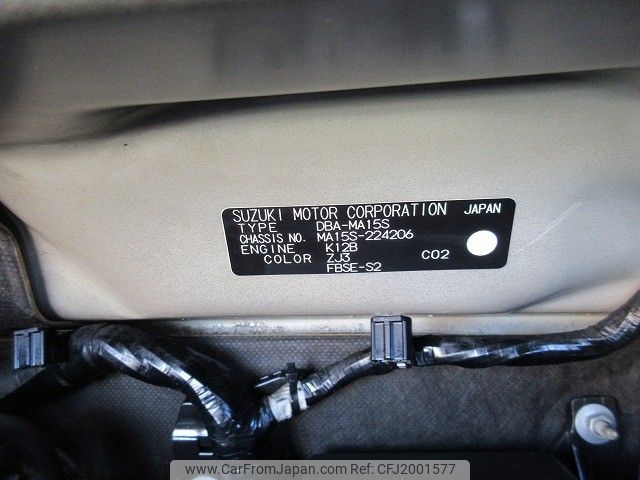 SUZUKI MOTOR CORPORATION JAPAN
TYPE DBA-MA15S
CHASSIS NO. MA15S-224206
ENGINE K12B
COLOR ZJ3 C02
FBSE-S2
www.CarFromJapan.com Ref: CFJ2001577